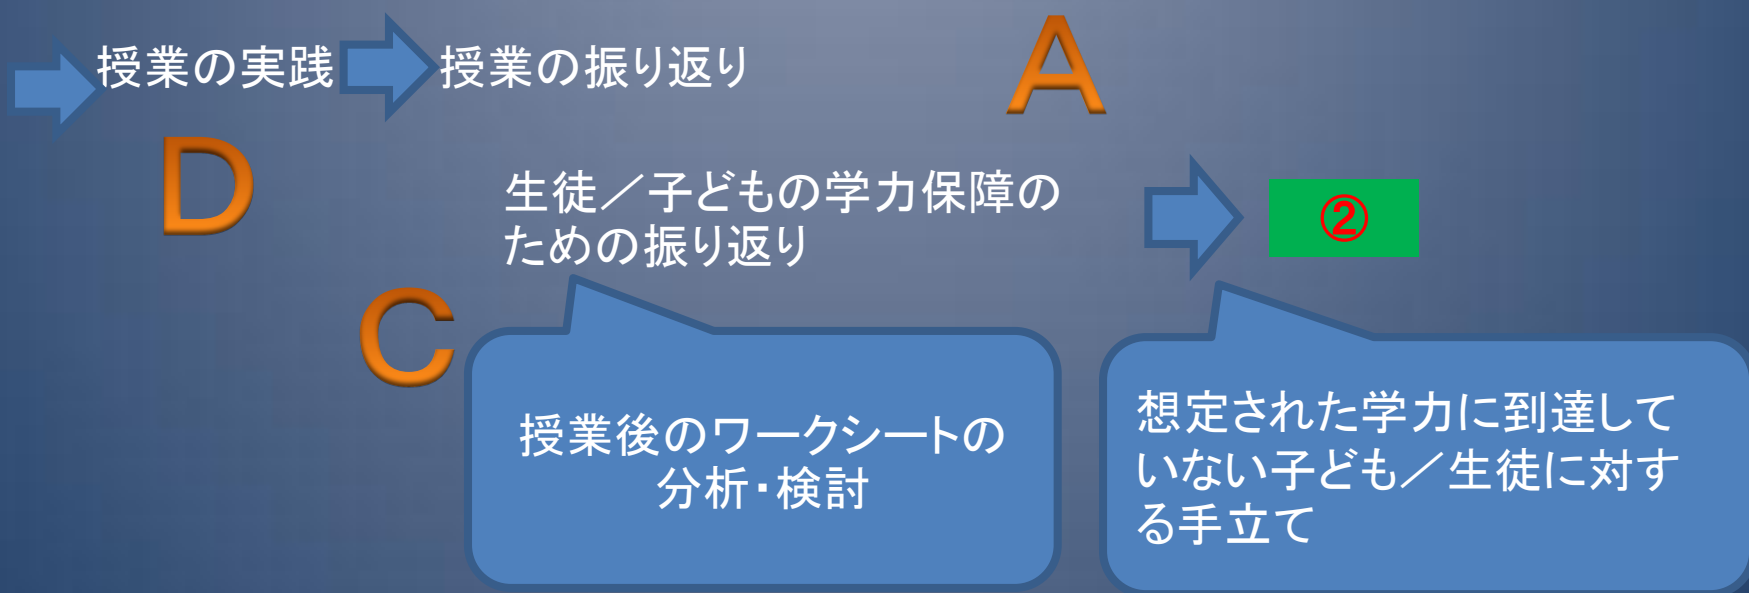 授業の実践
授業の振り返り
A
D
生徒／子どもの学力保障の
ための振り返り
②
C
授業後のワークシートの
分析・検討
想定された学力に到達して
いない子ども／生徒に対す
る手立て